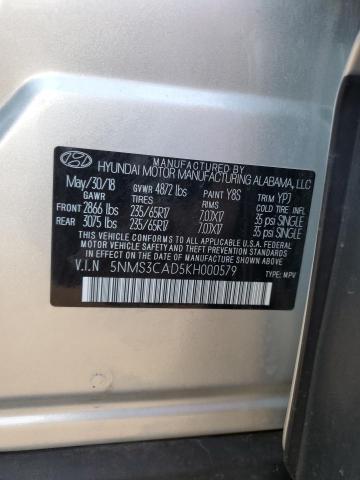 MANUFACTURED BY
HYUNDAI MOTOR MANUFACTURING ALABAMA, LLC
May/30/18 GVWR 4872 lbs PAINT Y8S TRIM YPJ
GAWR TIRES RIMS COLD TIRE INFL
FRONT 2866 lbs 235/65R17 7.0JX17 35 psi SINGLE
REAR 3075 lbs 235/65R17 7.0JX17 35 psi SINGLE
THIS VEHICLE CONFORMS TO ALL APPLICABLE U.S.A. FEDERAL
MOTOR VEHICLE SAFETY, BUMPER, AND THEFT PREVENTION STANDARDS
IN EFFECT ON THE DATE OF MANUFACTURE SHOWN ABOVE.
V.I.N 5NMS3CAD5KH000579
TYPE: MPV